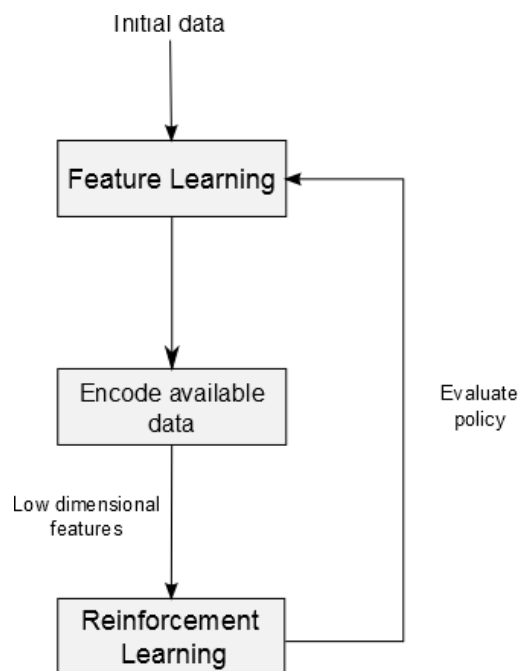 Initial data
Feature Learning
Encode available
data
Evaluate
policy
Low dimensional
features
Reinforcement
Learning